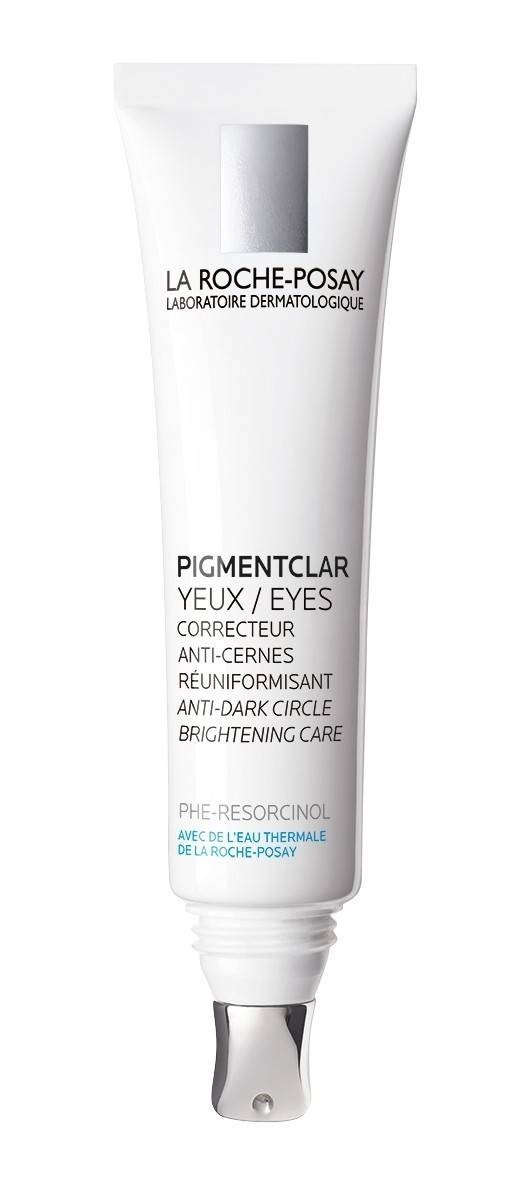 LA ROCHE-POSAY
LABORATOIRE DERMATOLOGIQUE
PIGMENTCLAR
YEUX / EYES
CORRECTEUR
ANTI-CERNES
RÉUNIFORMISANT
ANTI-DARK CIRCLE
BRIGHTENING CARE
PHE-RESORCINOL
AVEC DE L'EAU THERMALE
DE LA ROCHE-POSAY